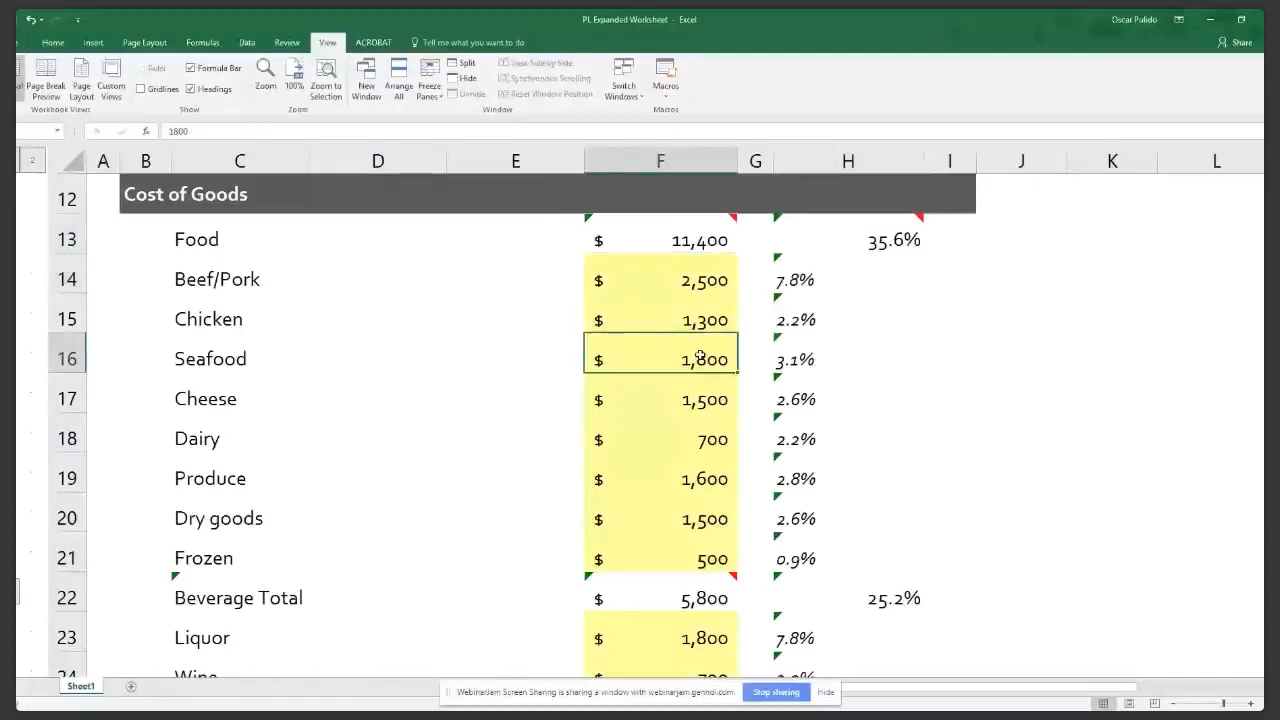 PL Expanded Worksheet - Excel
Oscar Pulido
Home Insert Page Layout Formulas Data Review View ACROBAT Tell me what you want to do
Share
Page Break Preview
Page Layout
Custom Views
Ruler
Formula Bar
Gridlines
Headings
Zoom
100%
Zoom to Selection
New Window
Arrange All
Freeze Panes
Split
Hide
Unhide
View Side by Side
Synchronous Scrolling
Reset Window Position
Switch Windows
Macros
Workbook Views Show Zoom Window Macros
fx 1800
2 A B C D E F G H I J K L
12 Cost of Goods
13 Food $ 11,400 35.6%
14 Beef/Pork $ 2,500 7.8%
15 Chicken $ 1,300 2.2%
16 Seafood $ 1,800 3.1%
17 Cheese $ 1,500 2.6%
18 Dairy $ 700 2.2%
19 Produce $ 1,600 2.8%
20 Dry goods $ 1,500 2.6%
21 Frozen $ 500 0.9%
22 Beverage Total $ 5,800 25.2%
23 Liquor $ 1,800 7.8%
24 Wine
Sheet1
WebinarJam Screen Sharing is sharing a window with webinarjam.genndi.com.
Stop sharing
Hide